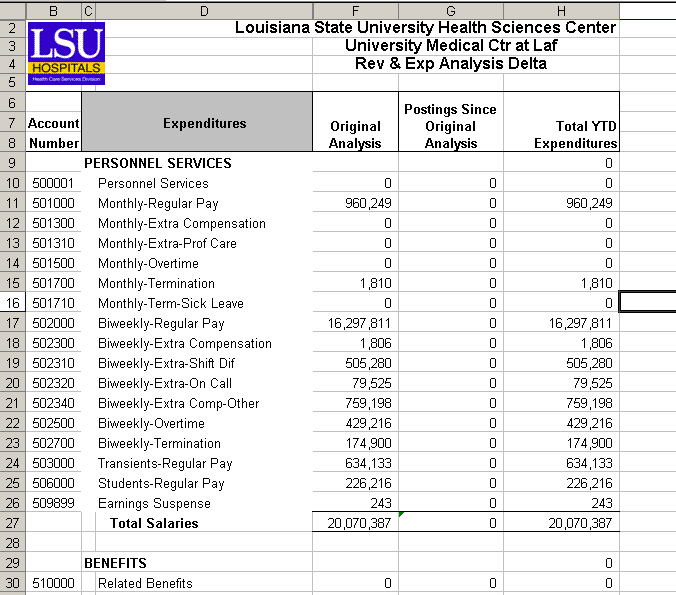 B C D F G H
2 Louisiana State University Health Sciences Center
3 University Medical Ctr at Laf
4 Rev & Exp Analysis Delta
LSU
HOSPITALS
Health Care Services Division
5
6 Postings Since
7 Account Expenditures Original Original Total YTD
8 Number Analysis Analysis Expenditures
9 PERSONNEL SERVICES 0
10 500001 Personnel Services 0 0 0
11 501000 Monthly-Regular Pay 960,249 0 960,249
12 501300 Monthly-Extra Compensation 0 0 0
13 501310 Monthly-Extra-Prof Care 0 0 0
14 501500 Monthly-Overtime 0 0 0
15 501700 Monthly-Termination 1,810 0 1,810
16 501710 Monthly-Term-Sick Leave 0 0 0
17 502000 Biweekly-Regular Pay 16,297,811 0 16,297,811
18 502300 Biweekly-Extra Compensation 1,806 0 1,806
19 502310 Biweekly-Extra-Shift Dif 505,280 0 505,280
20 502320 Biweekly-Extra-On Call 79,525 0 79,525
21 502340 Biweekly-Extra Comp-Other 759,198 0 759,198
22 502500 Biweekly-Overtime 429,216 0 429,216
23 502700 Biweekly-Termination 174,900 0 174,900
24 503000 Transients-Regular Pay 634,133 0 634,133
25 506000 Students-Regular Pay 226,216 0 226,216
26 509899 Earnings Suspense 243 0 243
27 Total Salaries 20,070,387 0 20,070,387
28
29 BENEFITS 0
30 510000 Related Benefits 0 0 0